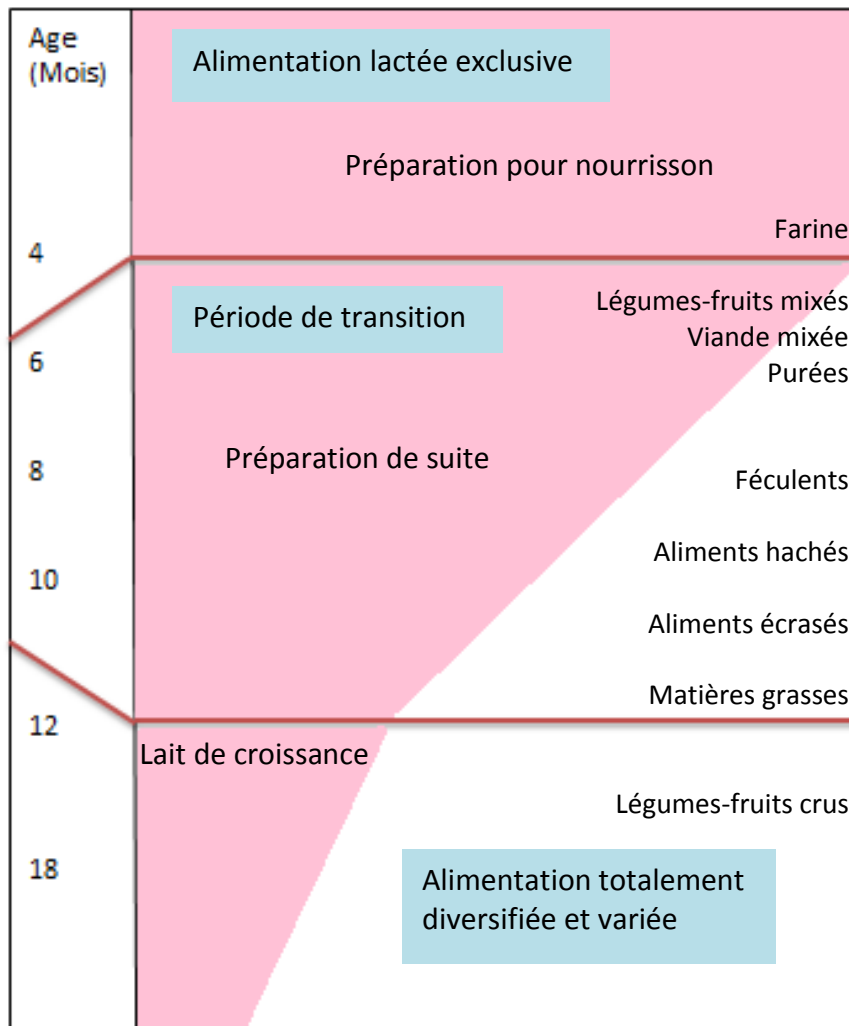 Age
(Mois)
Alimentation lactée exclusive
Préparation pour nourrisson
Farine
4
Légumes-fruits mixés
Période de transition
Viande mixée
6
Purées
Préparation de suite
8
Féculents
Aliments hachés
10
Aliments écrasés
Matières grasses
12
Lait de croissance
Légumes-fruits crus
18
Alimentation totalement
diversifiée et variée